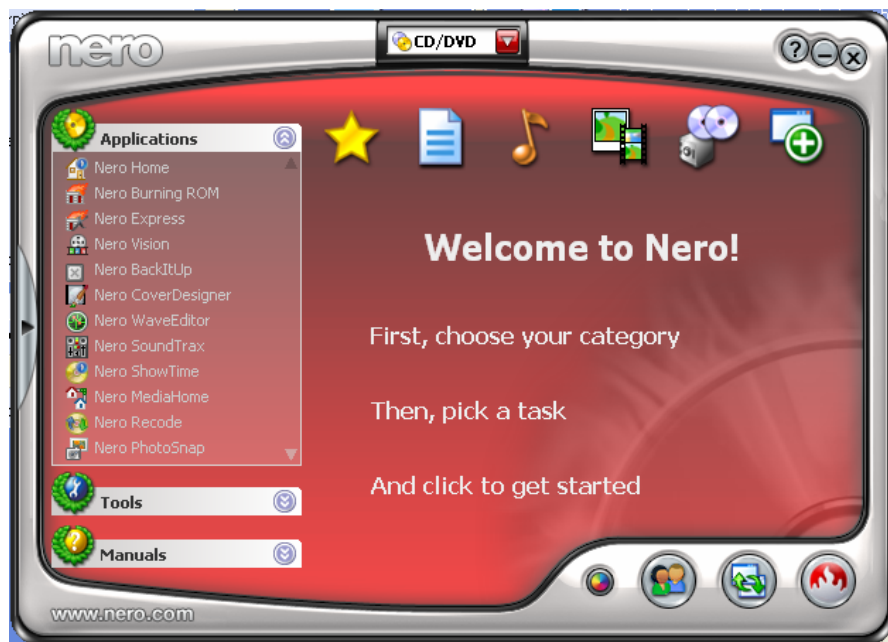 nero
CD/DVD
Applications
Nero Home
Nero Burning ROM
Nero Express
Nero Vision
Nero BackItUp
Nero CoverDesigner
Nero WaveEditor
Nero SoundTrax
Nero ShowTime
Nero MediaHome
Nero Recode
Nero PhotoSnap
Tools
Manuals
Welcome to Nero!
First, choose your category
Then, pick a task
And click to get started
www.nero.com